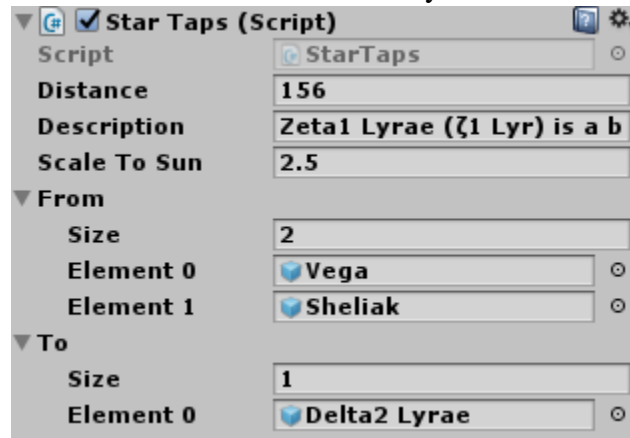 Star Taps (Script)
Script StarTaps
Distance 156
Description Zeta1 Lyrae (ζ1 Lyr) is a b
Scale To Sun 2.5
From
Size 2
Element 0 Vega
Element 1 Sheliak
To
Size 1
Element 0 Delta2 Lyrae